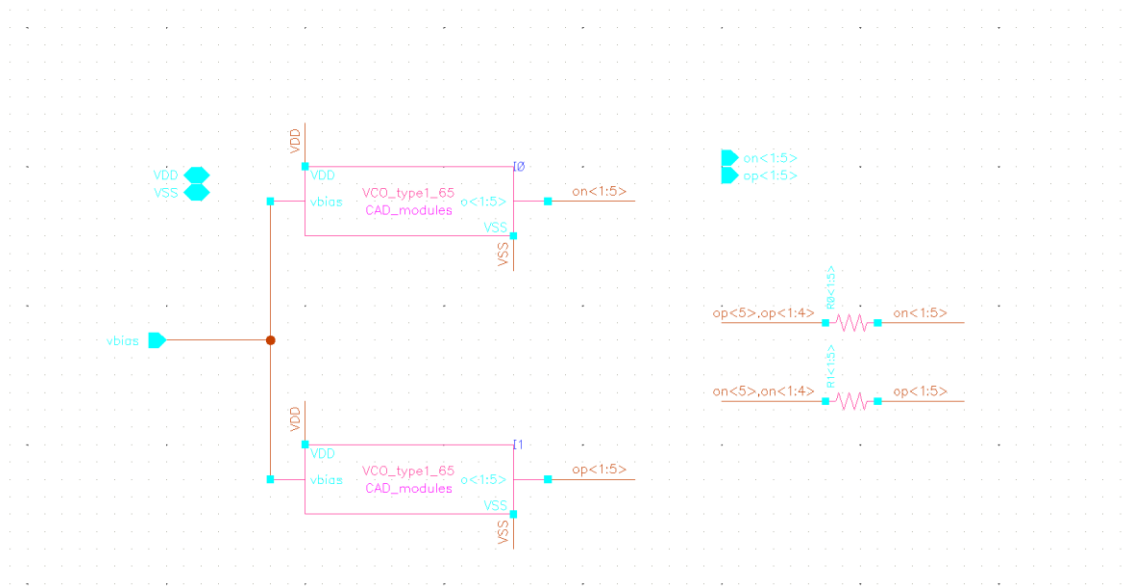 VDD
I0
VDD
VCO_type1_65
vbias
o<1:5>
CAD_modules
VSS
VSS
on<1:5>
VDD
VSS
on<1:5>
op<1:5>
vbias
op<5>,op<1:4>
R0<1:5>
on<1:5>
on<5>,on<1:4>
R1<1:5>
op<1:5>
VDD
I1
VDD
VCO_type1_65
vbias
o<1:5>
CAD_modules
VSS
VSS
op<1:5>